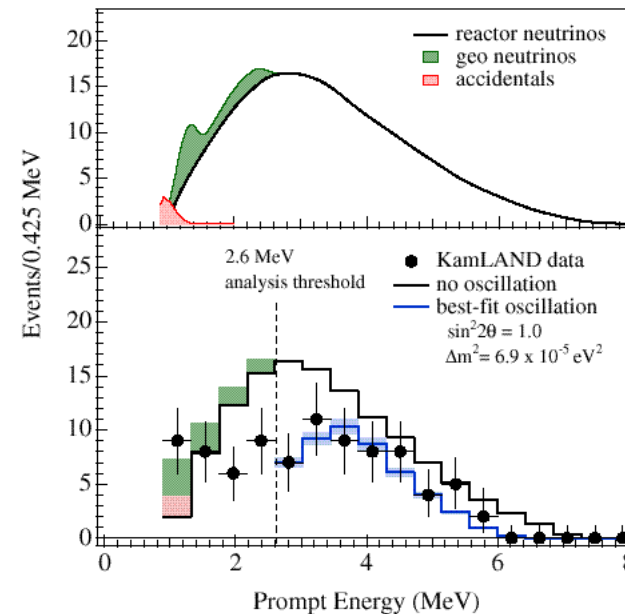 reactor neutrinos
geo neutrinos
accidentals
20
15
10
5
0
Events/0.425 MeV
2.6 MeV
analysis threshold
KamLAND data
no oscillation
best-fit oscillation
sin²2θ = 1.0
Δm² = 6.9 x 10⁻⁵ eV²
25
20
15
10
5
0
0 2 4 6 8
Prompt Energy (MeV)